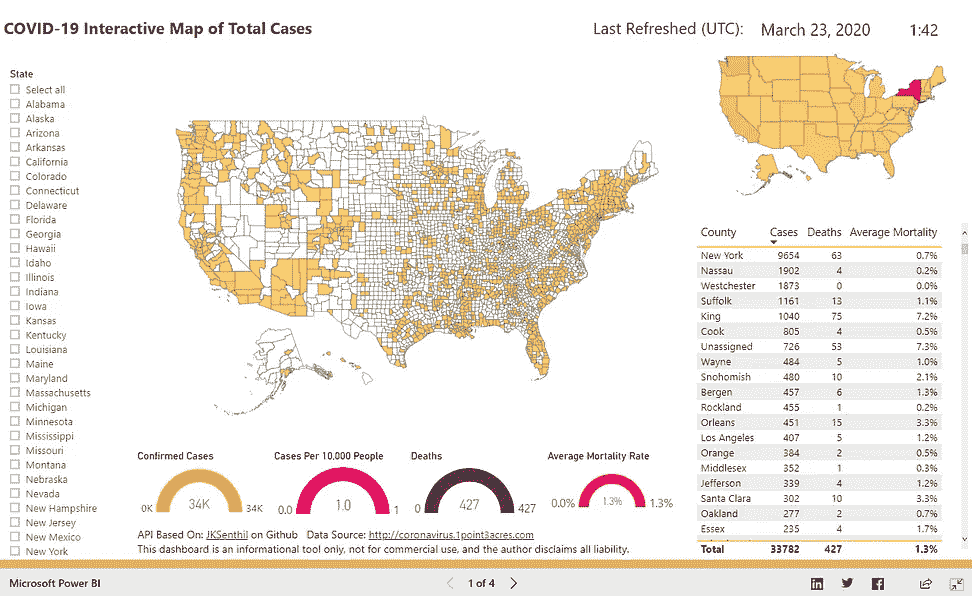 COVID-19 Interactive Map of Total Cases
Last Refreshed (UTC): March 23, 2020 1:42
State
Select all
Alabama
Alaska
Arizona
Arkansas
California
Colorado
Connecticut
Delaware
Florida
Georgia
Hawaii
Idaho
Illinois
Indiana
Iowa
Kansas
Kentucky
Louisiana
Maine
Maryland
Massachusetts
Michigan
Minnesota
Mississippi
Missouri
Montana
Nebraska
Nevada
New Hampshire
New Jersey
New Mexico
New York
County Cases Deaths Average Mortality
New York 9654 63 0.7%
Nassau 1902 4 0.2%
Westchester 1873 0 0.0%
Suffolk 1161 13 1.1%
King 1040 75 7.2%
Cook 805 4 0.5%
Unassigned 726 53 7.3%
Wayne 484 5 1.0%
Snohomish 480 10 2.1%
Bergen 457 6 1.3%
Rockland 455 1 0.2%
Orleans 451 15 3.3%
Los Angeles 407 5 1.2%
Orange 384 2 0.5%
Middlesex 352 1 0.3%
Jefferson 339 4 1.2%
Santa Clara 302 10 3.3%
Oakland 277 2 0.7%
Essex 235 4 1.7%
Total 33782 427 1.3%
Confirmed Cases
0K 34K 34K
Cases Per 10,000 People
0.0 1.0 1
Deaths
0 427 427
Average Mortality Rate
0.0% 1.3% 1.3%
API Based On: JKSenthil on Github Data Source: http://coronavirus.1point3acres.com
This dashboard is an informational tool only, not for commercial use, and the author disclaims all liability.
Microsoft Power BI
1 of 4